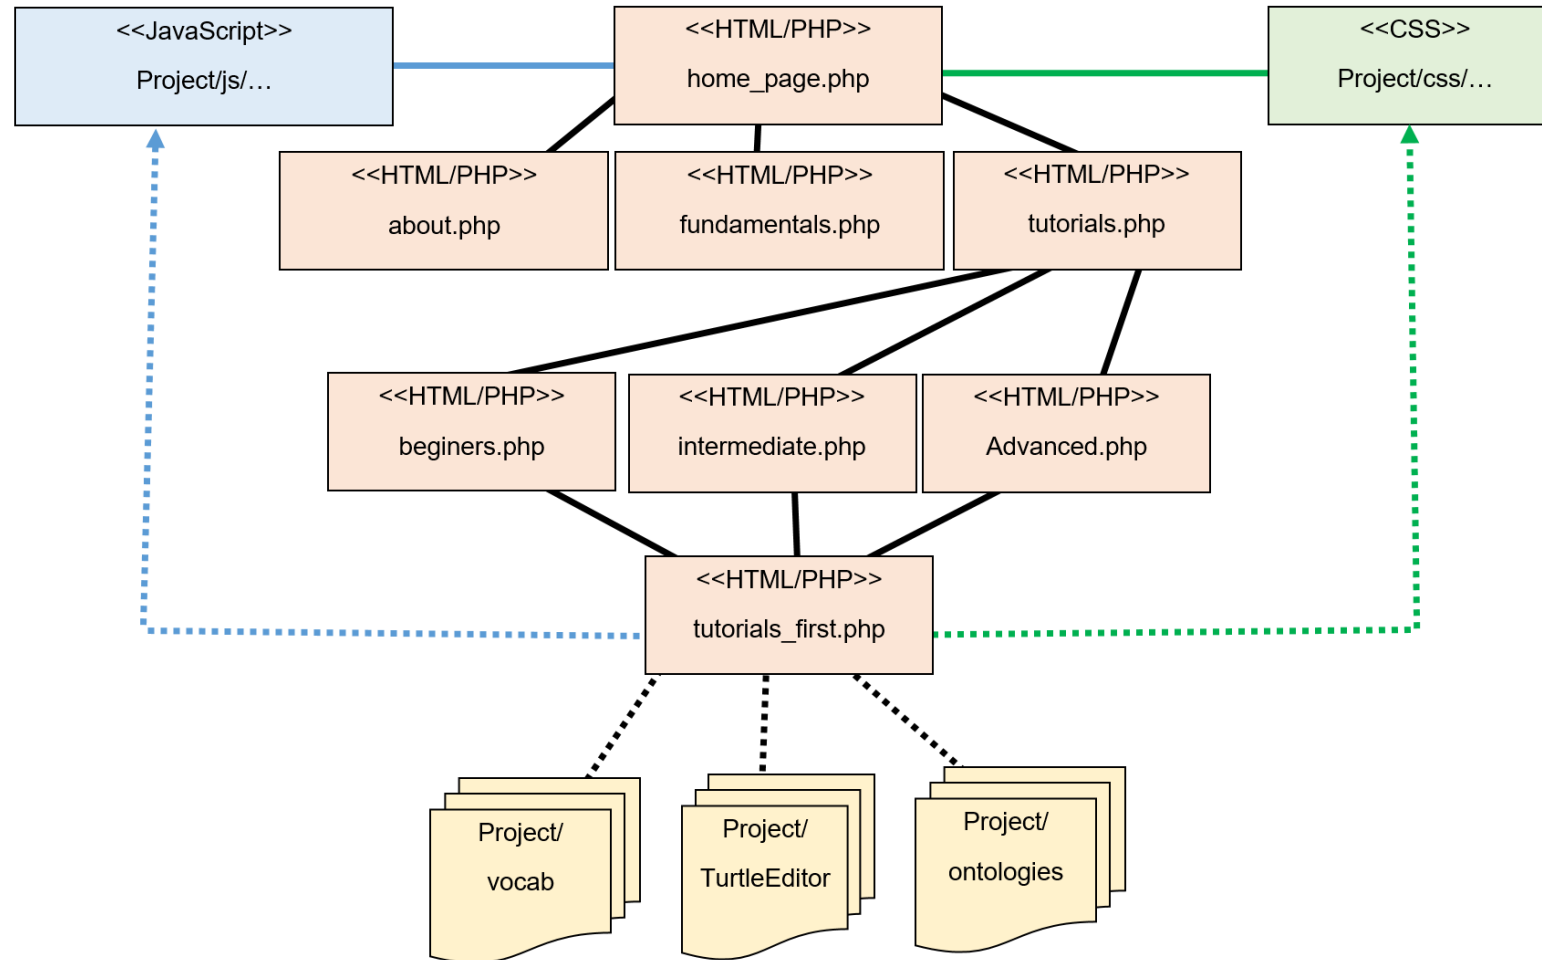 <<JavaScript>>
Project/js/…
<<HTML/PHP>>
home_page.php
<<CSS>>
Project/css/…
<<HTML/PHP>>
about.php
<<HTML/PHP>>
fundamentals.php
<<HTML/PHP>>
tutorials.php
<<HTML/PHP>>
beginers.php
<<HTML/PHP>>
intermediate.php
<<HTML/PHP>>
Advanced.php
<<HTML/PHP>>
tutorials_first.php
Project/
vocab
Project/
TurtleEditor
Project/
ontologies